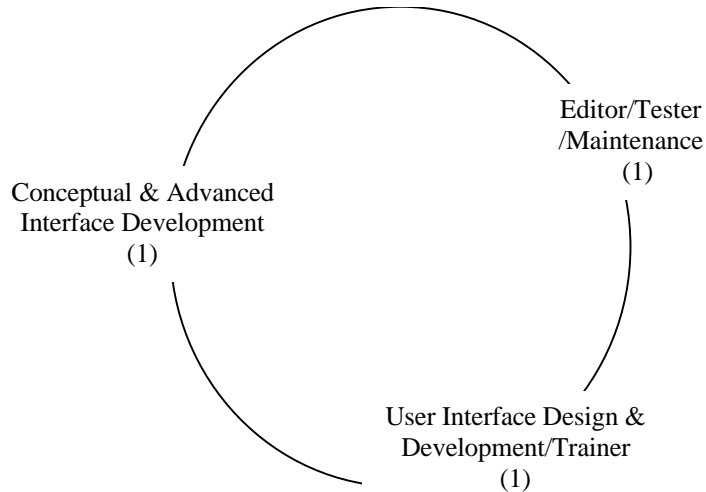 Editor/Tester
/Maintenance
(1)
Conceptual & Advanced
Interface Development
(1)
User Interface Design &
Development/Trainer
(1)